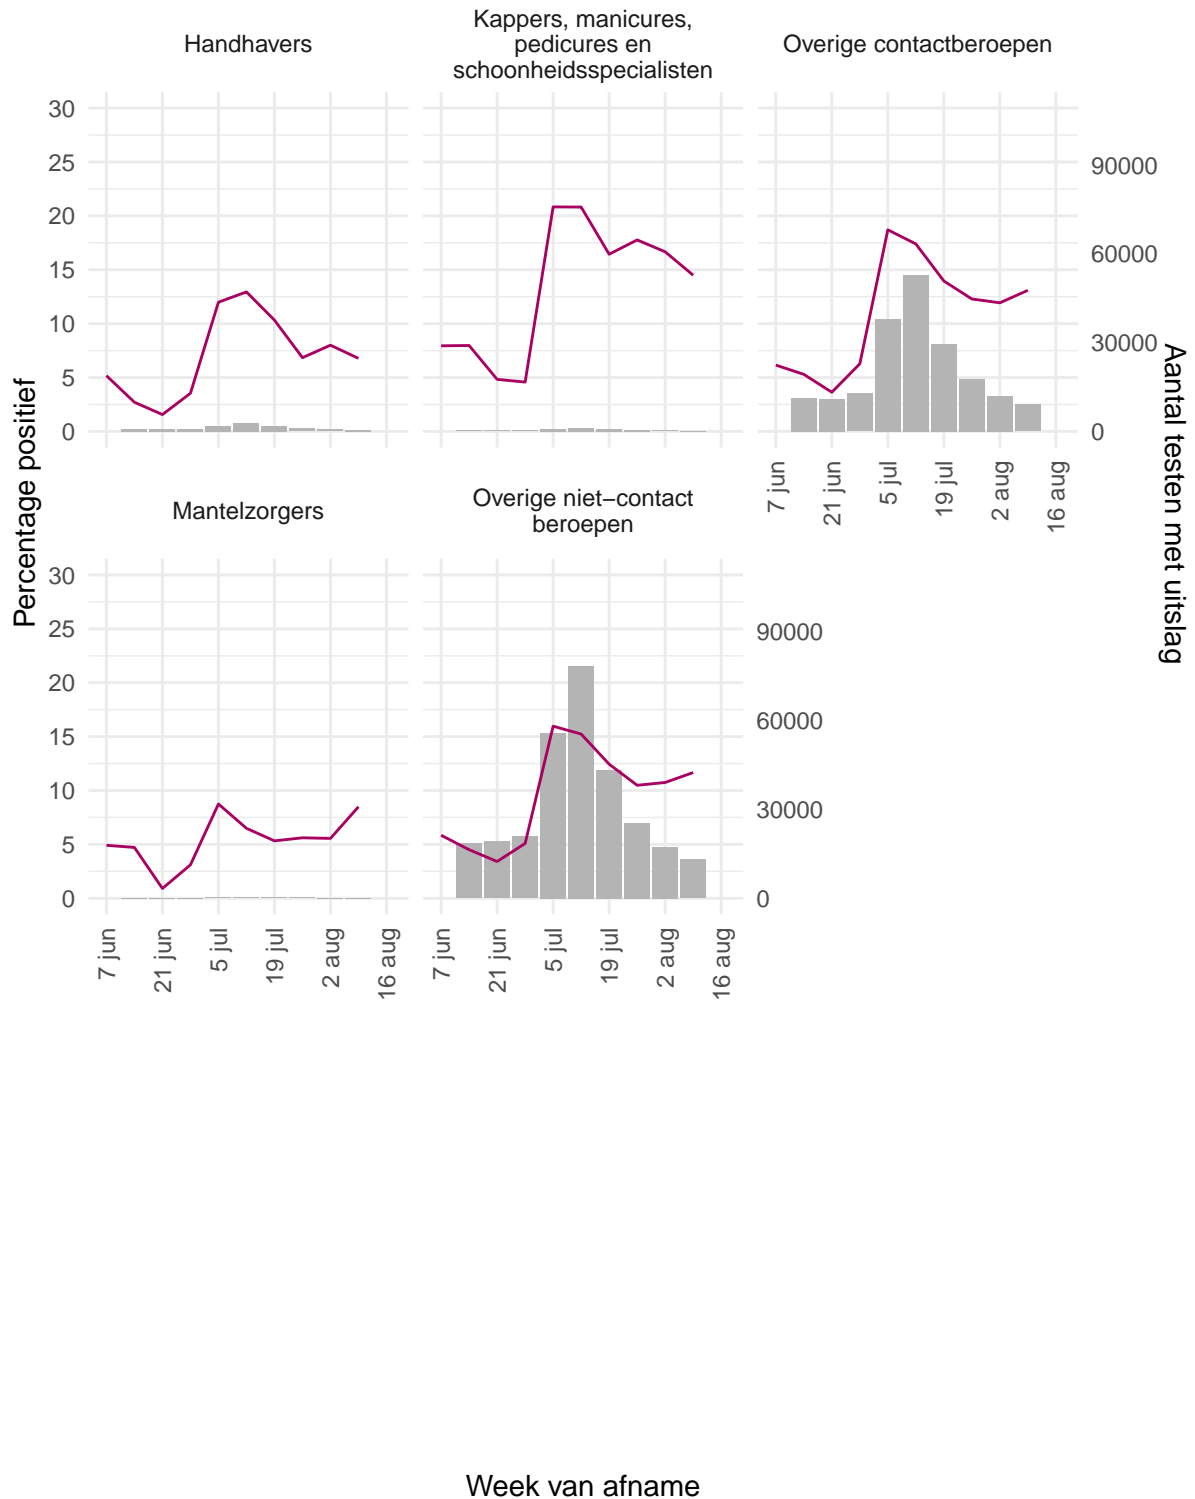 Handhavers
Kappers, manicures,
pedicures en
schoonheidsspecialisten
Overige contactberoepen
30
25
20
15
10
5
0
90000
60000
30000
0
7 jun
21 jun
5 jul
19 jul
2 aug
16 aug
Percentage positief
Aantal testen met uitslag
Mantelzorgers
Overige niet−contact
beroepen
30
25
20
15
10
5
0
90000
60000
30000
0
7 jun
21 jun
5 jul
19 jul
2 aug
16 aug
7 jun
21 jun
5 jul
19 jul
2 aug
16 aug
Week van afname